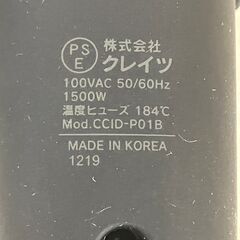 PS
E
株式会社
クレイツ
100VAC 50/60Hz
1500W
温度ヒューズ 184℃
Mod.CCID-P01B
MADE IN KOREA
1219